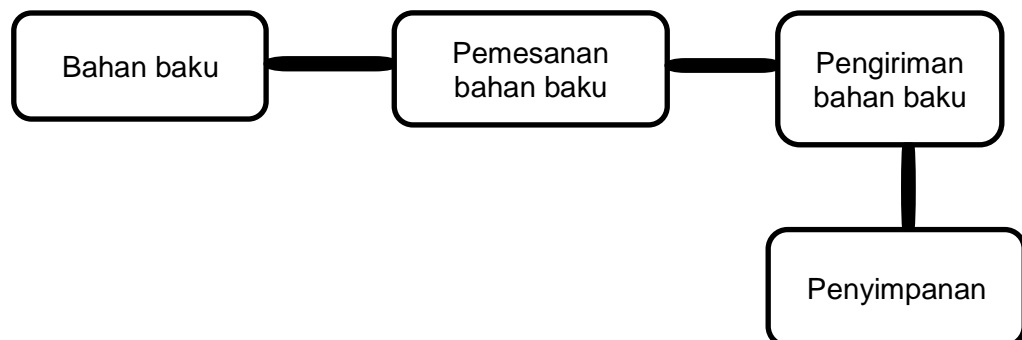 Bahan baku
Pemesanan
bahan baku
Pengiriman
bahan baku
Penyimpanan